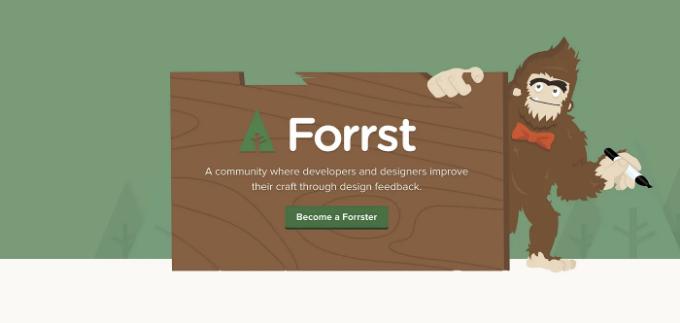 Forrst
A community where developers and designers improve
their craft through design feedback.
Become a Forrster